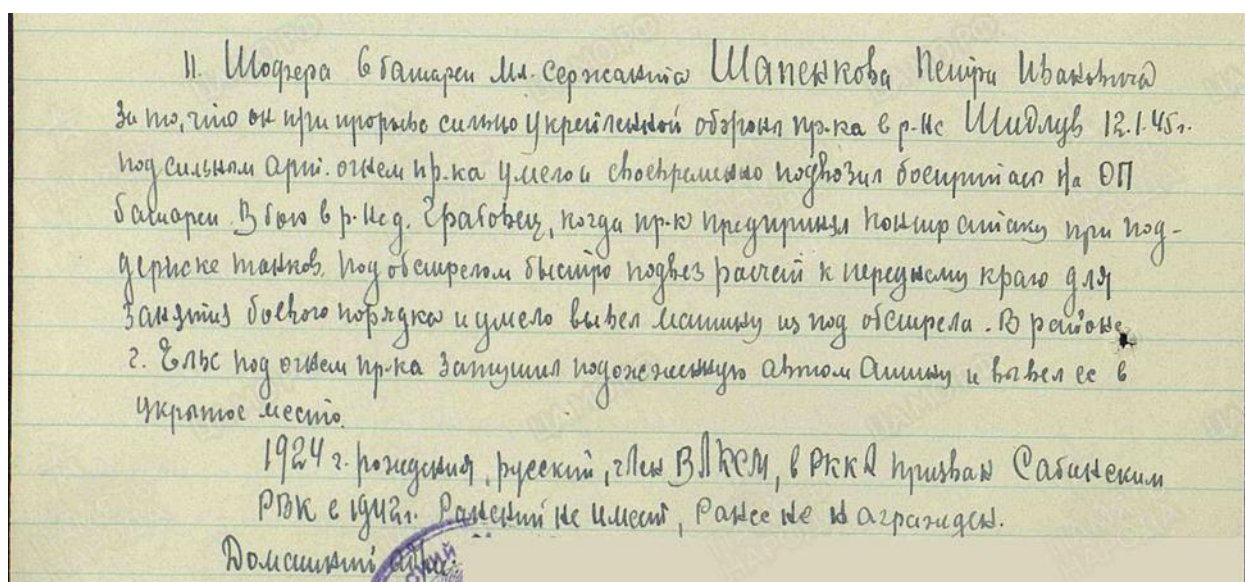 11. Шофера батареи Мл. Сержанта Шапенкова Петра Ивановича
За то, что он при прорыве сильно укрепленной обороны пр-ка в р-не Шидлув 12.1.45г.
под сильным арт. огнем пр-ка умело и своевременно подвозил боеприпасы на ОП
батареи. В бою в р-не д. Грабовец, когда пр-к предпринял контратаку при под-
держке танков. Под обстрелом быстро подвез расчет к переднему краю для
занятия боевого порядка и умело вывел машину из под обстрела. В районе
г. Ельс под огнем пр-ка затушил подожженную автомашину и вывел ее в
укрытое место.
1924 г. рождения, русский, член ВЛКСМ, в РККА призван Сабинским
РВК с 1942г. Ранений не имеет, Ранее не награжден.
Домашний адрес: